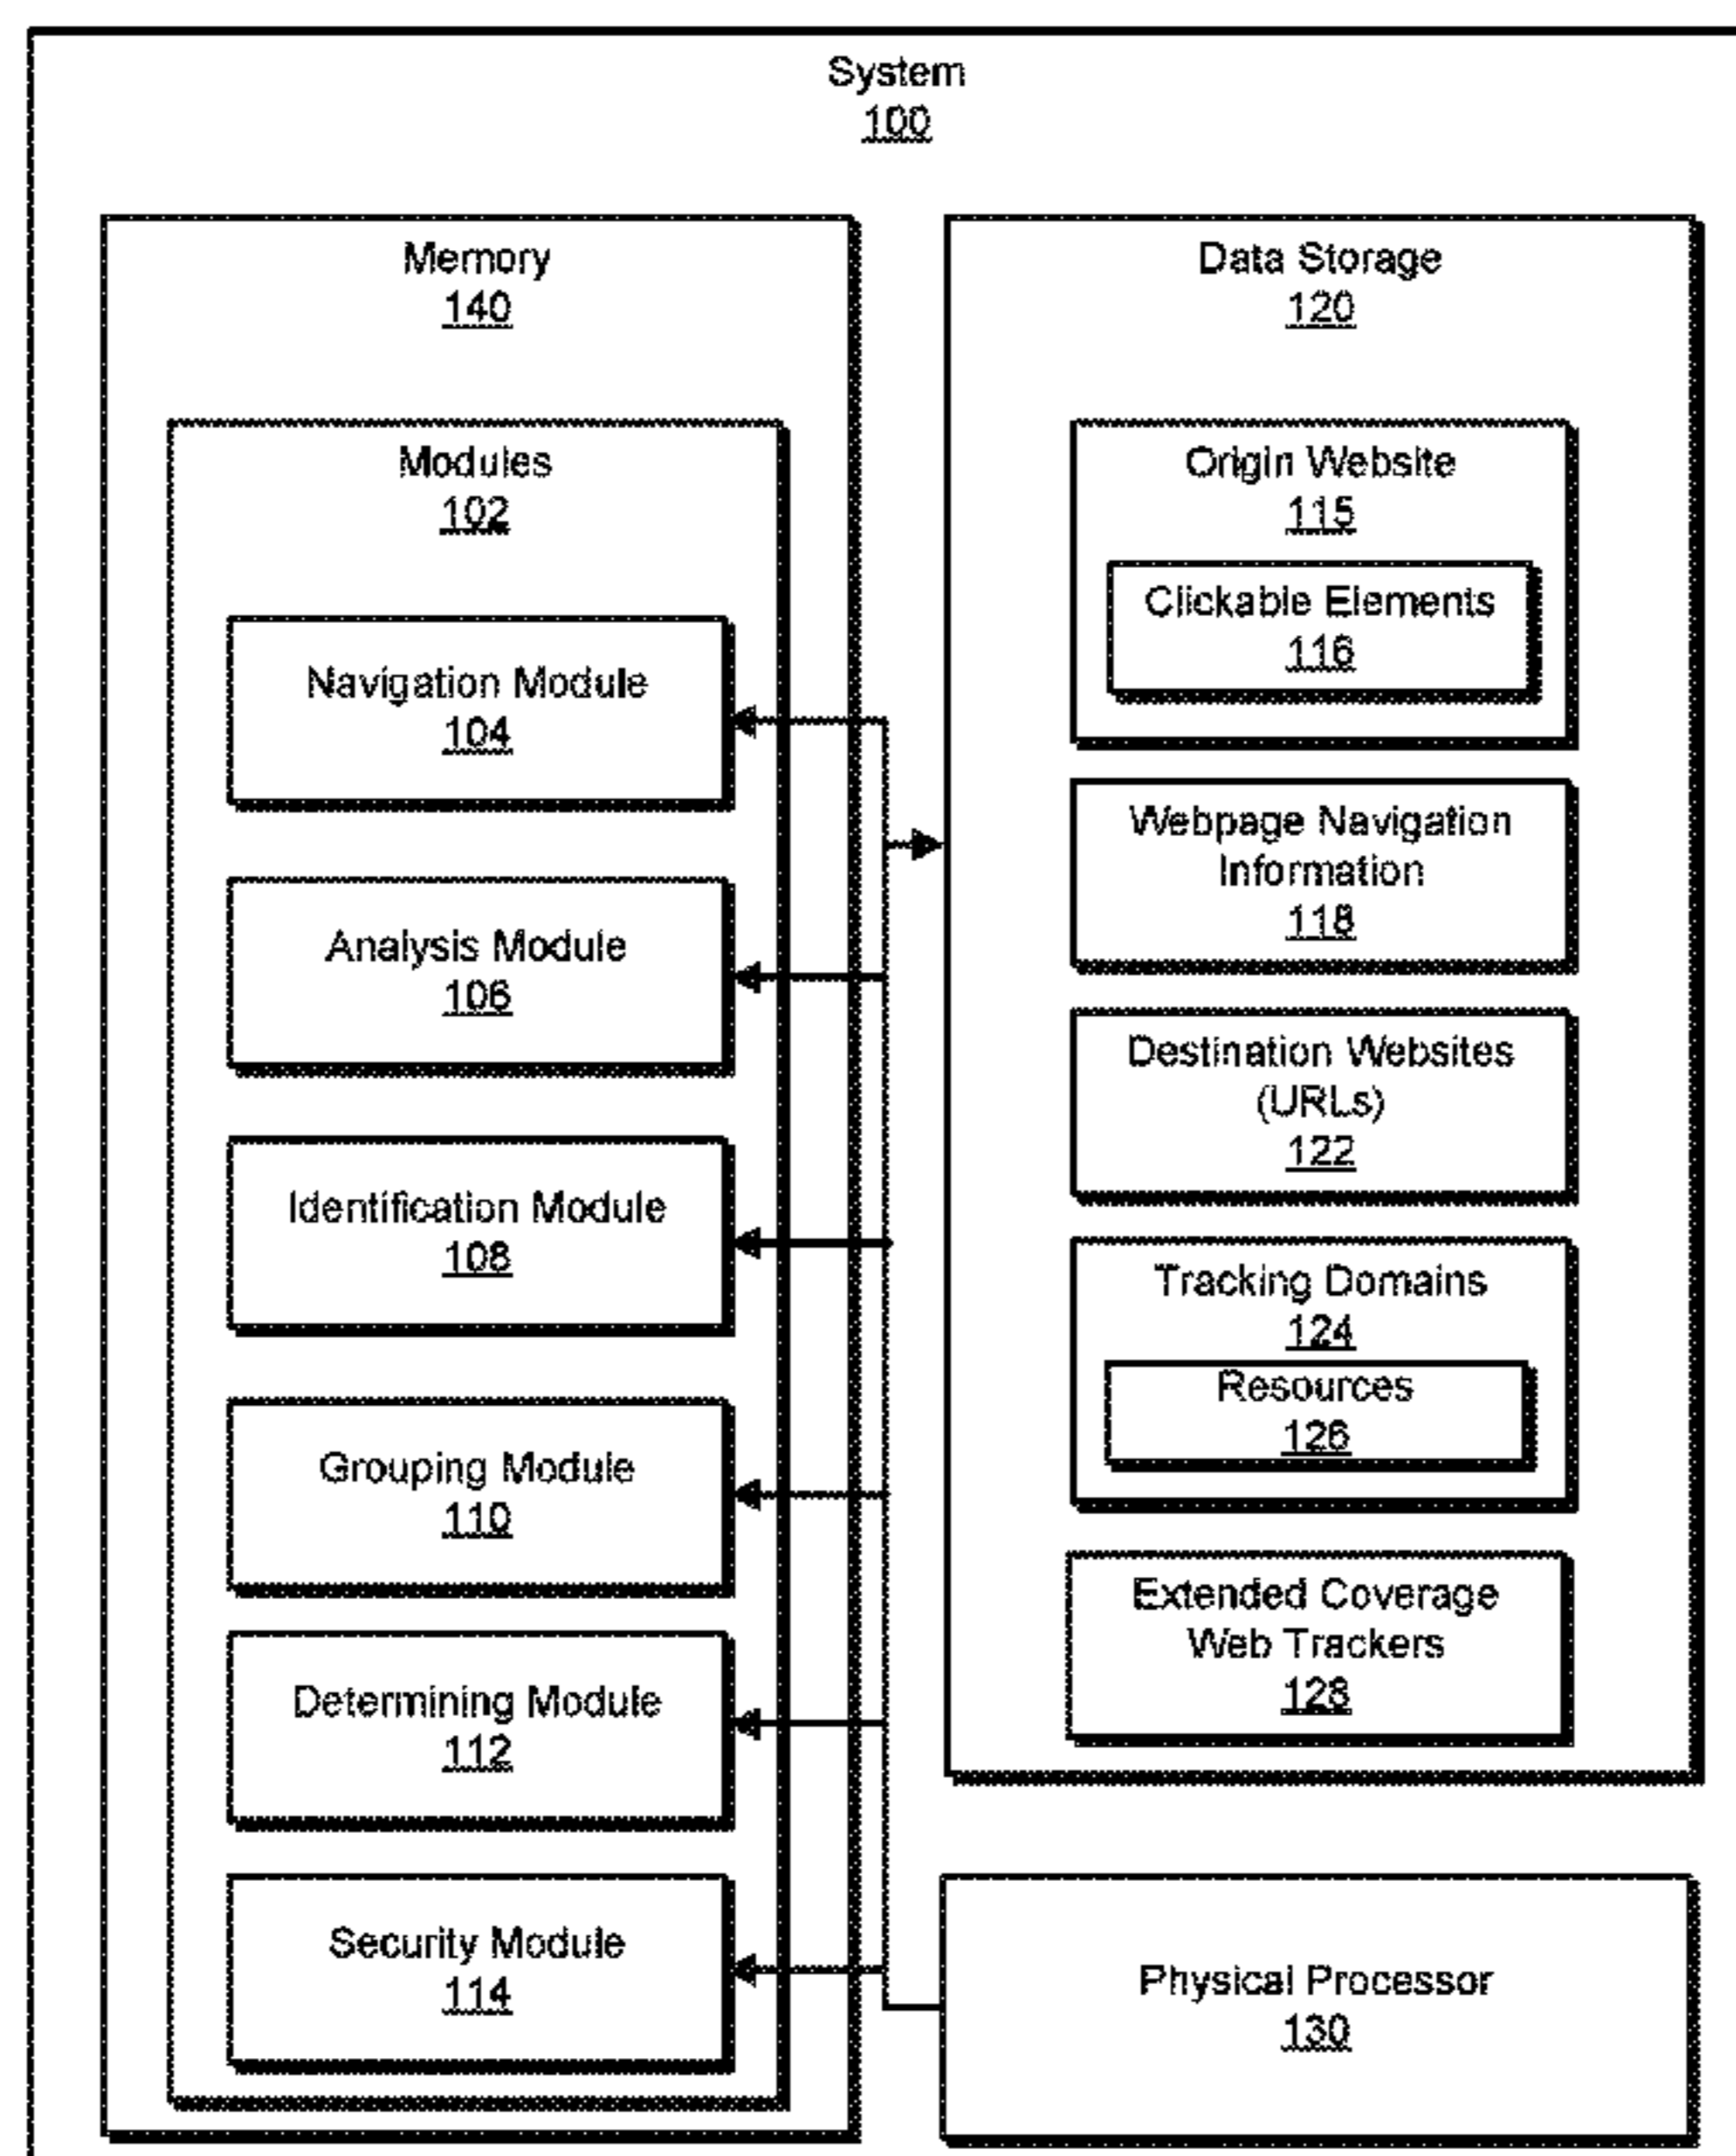 System
100
Memory
140
Modules
102
Navigation Module
104
Analysis Module
106
Identification Module
108
Grouping Module
110
Determining Module
112
Security Module
114
Data Storage
120
Origin Website
115
Clickable Elements
116
Webpage Navigation
Information
118
Destination Websites
(URLs)
122
Tracking Domains
124
Resources
126
Extended Coverage
Web Trackers
128
Physical Processor
130